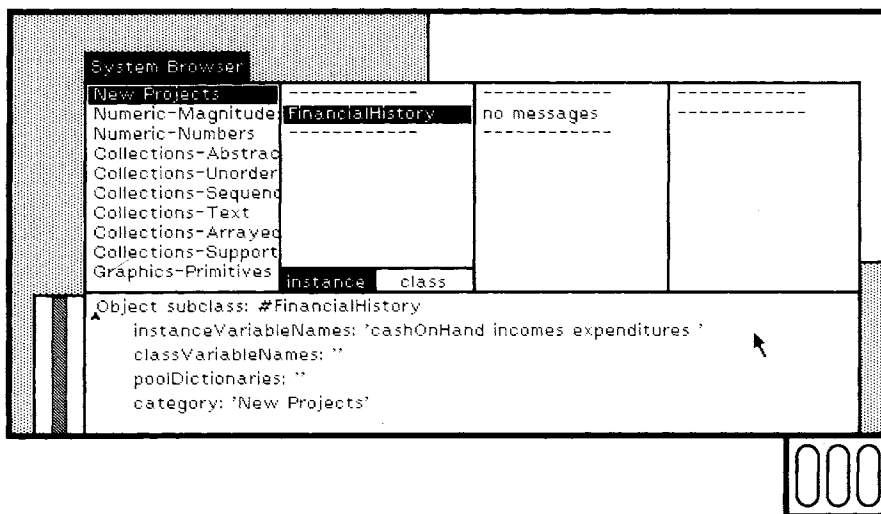 System Browser
New Projects
Numeric-Magnitude
Numeric-Numbers
Collections-Abstrac
Collections-Unorder
Collections-Sequenc
Collections-Text
Collections-Arrayed
Collections-Support
Graphics-Primitives
------------
FinancialHistory
------------
instance class
------------
no messages
------------
------------
------------
Object subclass: #FinancialHistory
instanceVariableNames: 'cashOnHand incomes expenditures '
classVariableNames: ''
poolDictionaries: ''
category: 'New Projects'